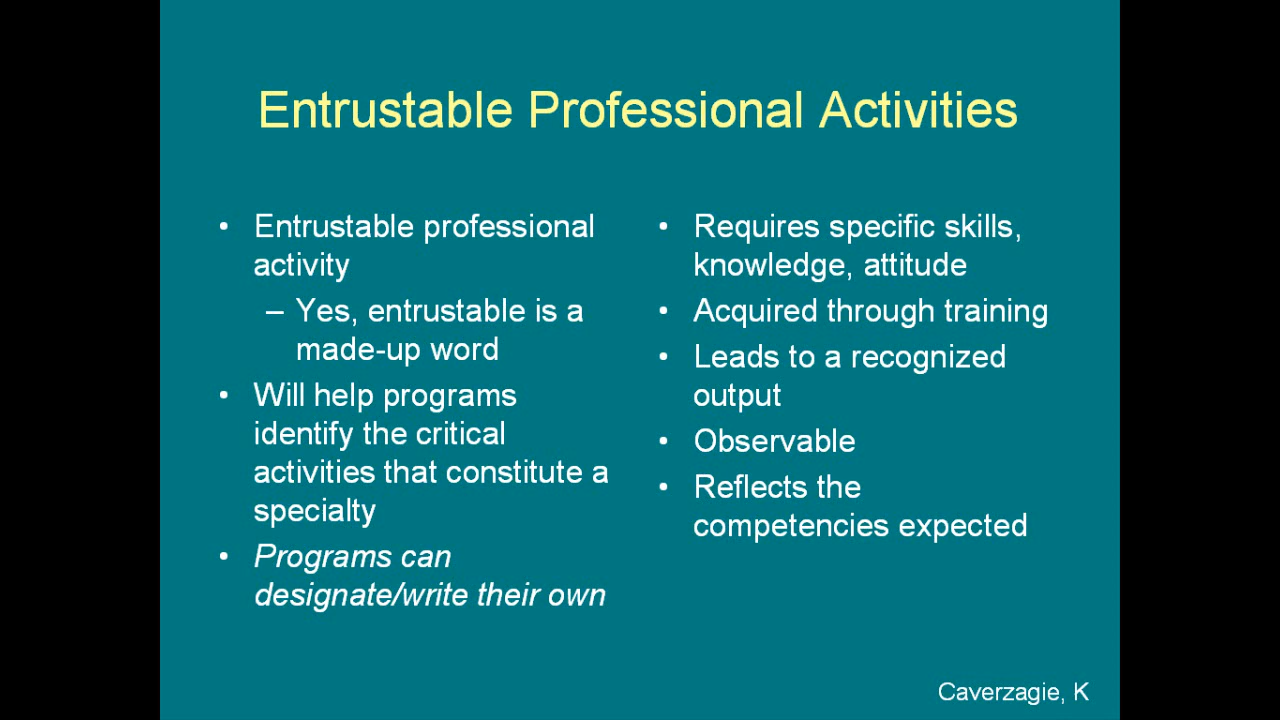 Entrustable Professional Activities
• Entrustable professional
activity
– Yes, entrustable is a
made-up word
• Will help programs
identify the critical
activities that constitute a
specialty
• Programs can
designate/write their own
• Requires specific skills,
knowledge, attitude
• Acquired through training
• Leads to a recognized
output
• Observable
• Reflects the
competencies expected
Caverzagie, K